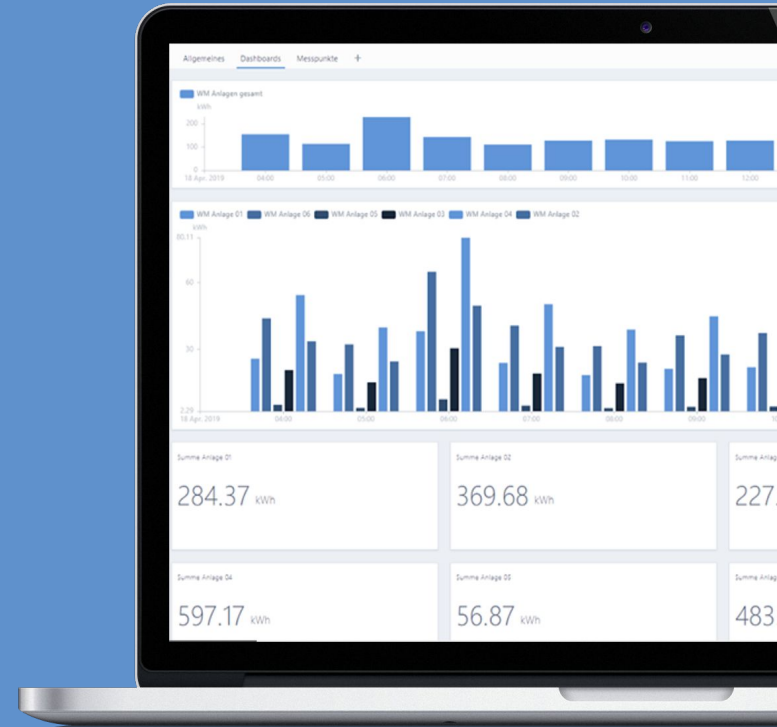 Allgemeines Dashboards Messpunkte +
WM Anlagen gesamt
kWh
200
100
0
18 Apr, 2019 04:00 05:00 06:00 07:00 08:00 09:00 10:00 11:00 12:00
WM Anlage 01 WM Anlage 06 WM Anlage 05 WM Anlage 03 WM Anlage 04 WM Anlage 02
kWh
80.11
60
30
2.29
18 Apr, 2019 04:00 05:00 06:00 07:00 08:00 09:00
Summe Anlage 01 Summe Anlage 02 Summe
284.37 kWh 369.68 kWh 227
Summe Anlage 04 Summe Anlage 05 Summe
597.17 kWh 56.87 kWh 483